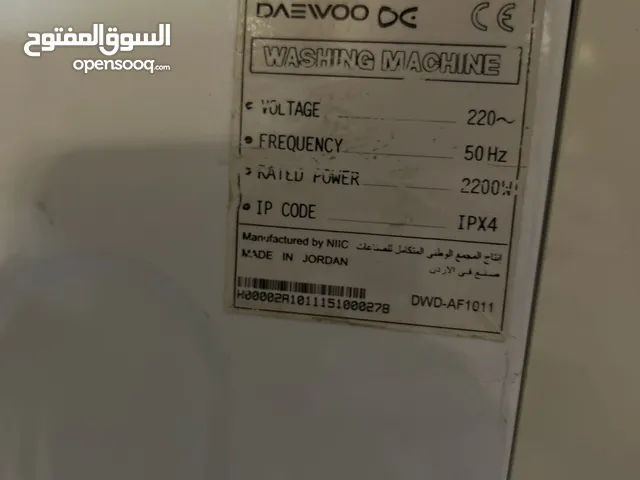 السوق المفتوح
opensooq.com
DAEWOO
CE
WASHING MACHINE
VOLTAGE 220~
FREQUENCY 50 Hz
RATED POWER 2200W
IP CODE IPX4
Manufactured by NIIC انتاج المجمع الوطني المتكامل للصناعات
MADE IN JORDAN صنع في الاردن
H00002A1011151000278
DWD-AF1011